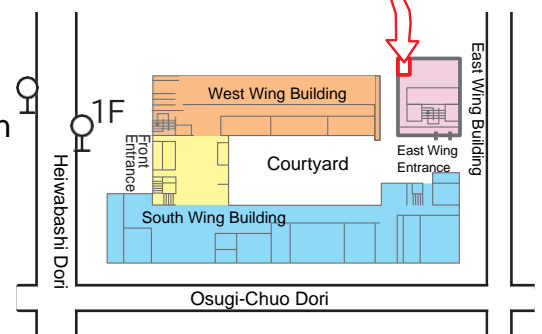 West Wing Building
East Wing Building
1F
Front
Entrance
Courtyard
East Wing
Entrance
Heiwabashi Dori
South Wing Building
Osugi-Chuo Dori